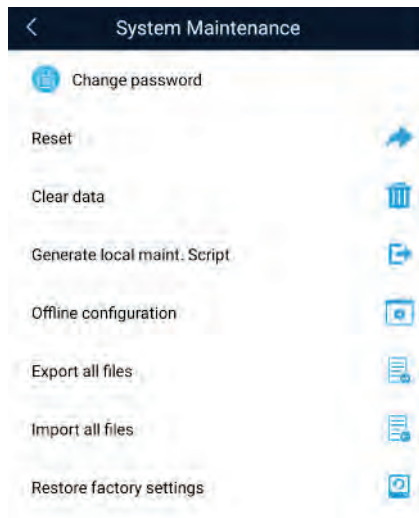 System Maintenance
Change password
Reset
Clear data
Generate local maint. Script
Offline configuration
Export all files
Import all files
Restore factory settings